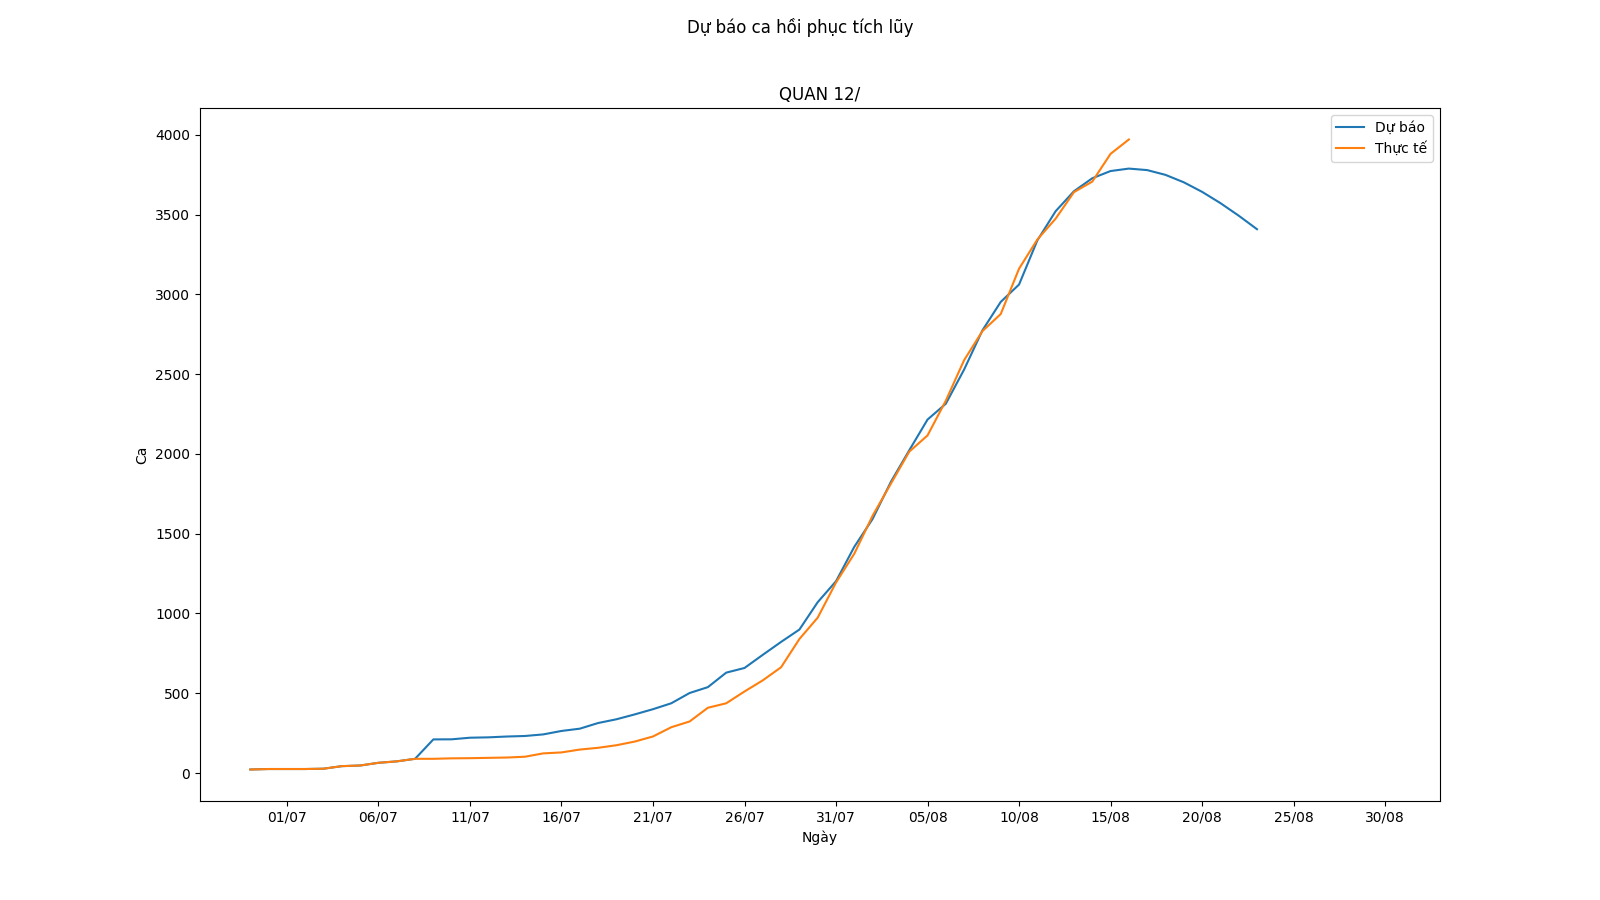 Dự báo ca hồi phục tích lũy
QUAN 12/
Dự báo
Thực tế
4000
3500
3000
2500
2000
1500
1000
500
0
Ca
01/07 06/07 11/07 16/07 21/07 26/07 31/07 05/08 10/08 15/08 20/08 25/08 30/08
Ngày